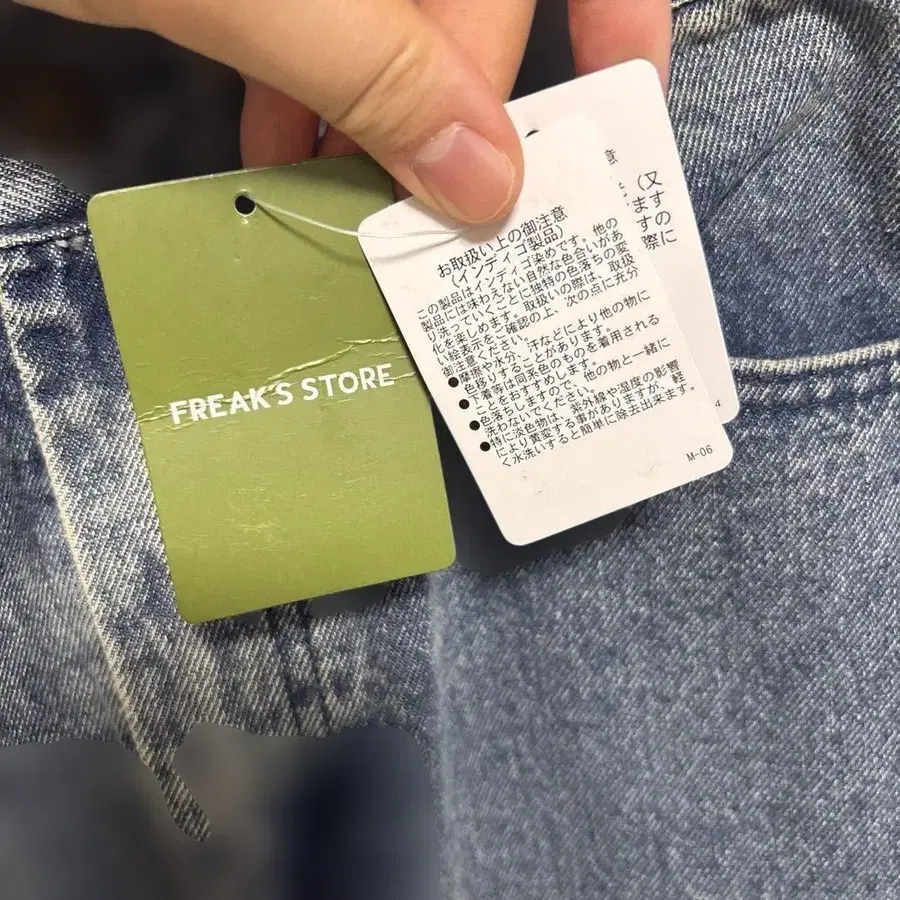 FREAK'S STORE
お取扱い上の御注意
(インディゴ製品)
この製品はインディゴ染めです。他の
製品には味わえない自然な色合いがあ
り洗っていくごとに独特の色落ちの変
化を楽しめます。取扱いの際は、取扱
い絵表示をご確認の上、次の点に充分
御注意ください。
●摩擦や水分、汗などにより他の物に
色移りすることがあります。
●下着等は同系色のものを着用される
ことをおすすめします。
●色落ちしますので、他の物と一緒に
洗わないでください。
●特に淡色物は、紫外線や湿度の影響
により黄変する事がありますが、軽
く水洗いすると簡単に除去出来ます。
M-06
意
(又
ますの
す際に
4